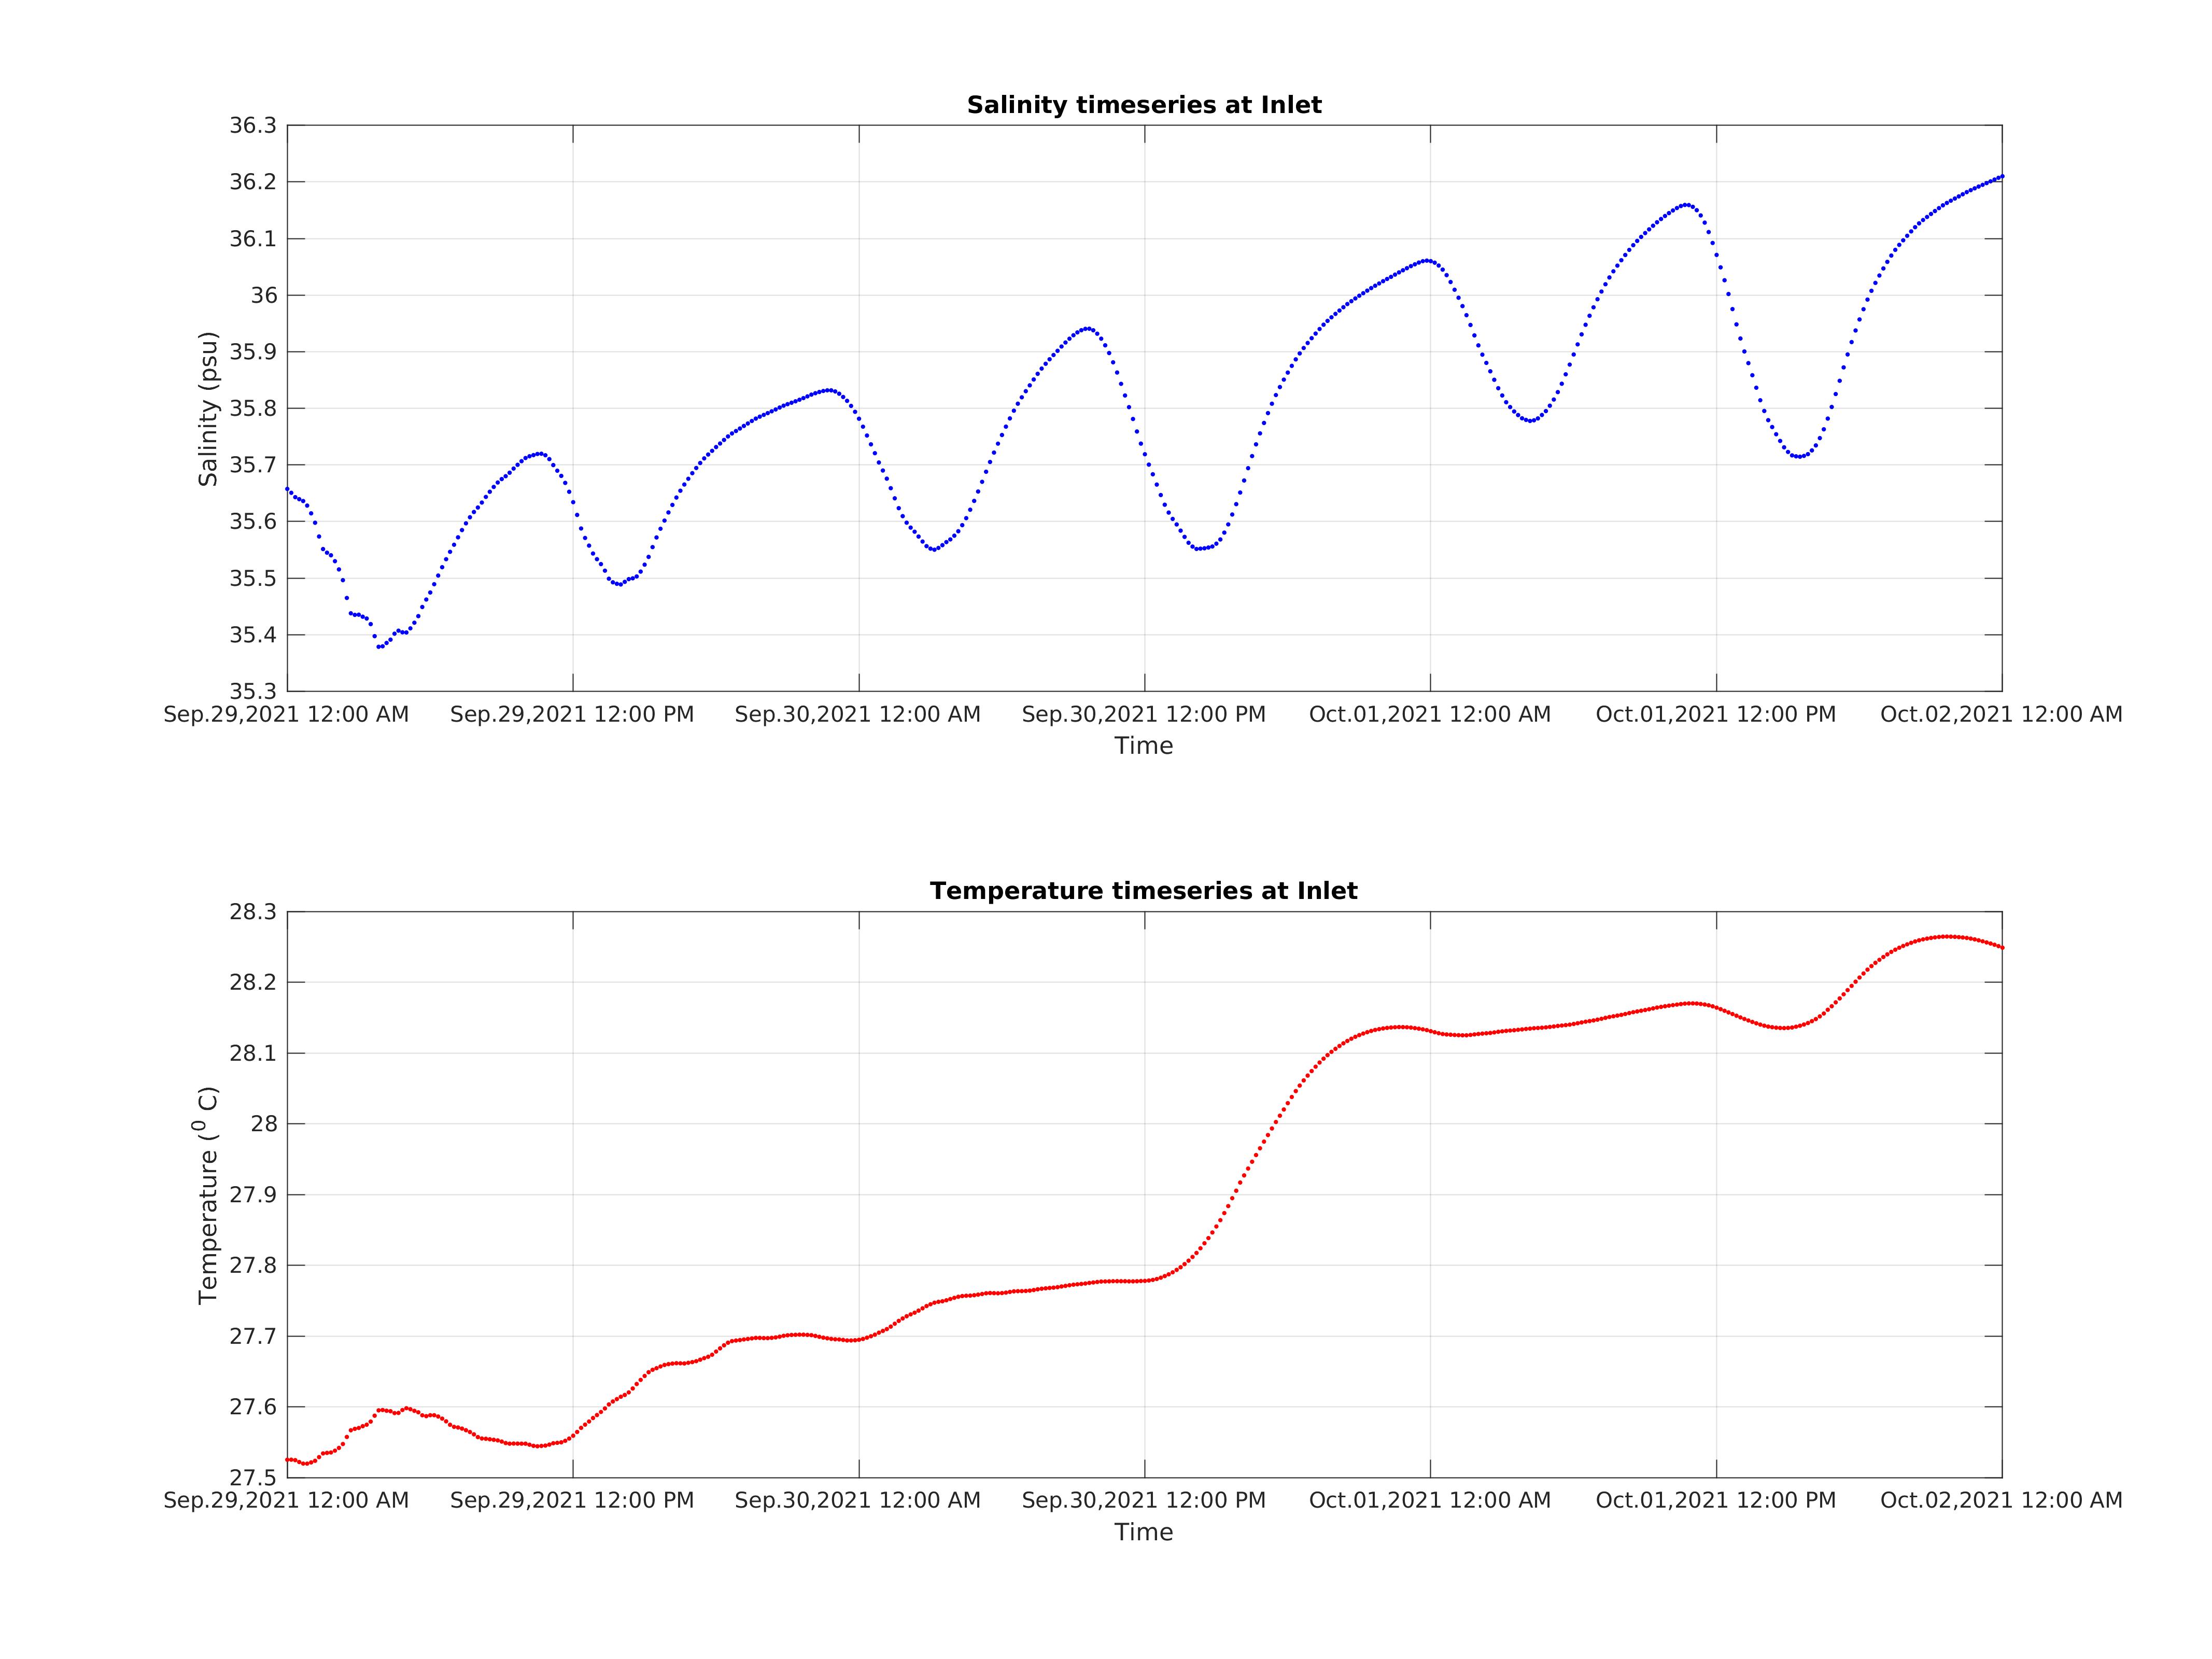 Salinity timeseries at Inlet
36.3
36.2
36.1
36
35.9
35.8
35.7
35.6
35.5
35.4
35.3
Salinity (psu)
Sep.29,2021 12:00 AM Sep.29,2021 12:00 PM Sep.30,2021 12:00 AM Sep.30,2021 12:00 PM Oct.01,2021 12:00 AM Oct.01,2021 12:00 PM Oct.02,2021 12:00 AM
Time
Temperature timeseries at Inlet
28.3
28.2
28.1
28
27.9
27.8
27.7
27.6
27.5
Temperature (⁰ C)
Sep.29,2021 12:00 AM Sep.29,2021 12:00 PM Sep.30,2021 12:00 AM Sep.30,2021 12:00 PM Oct.01,2021 12:00 AM Oct.01,2021 12:00 PM Oct.02,2021 12:00 AM
Time